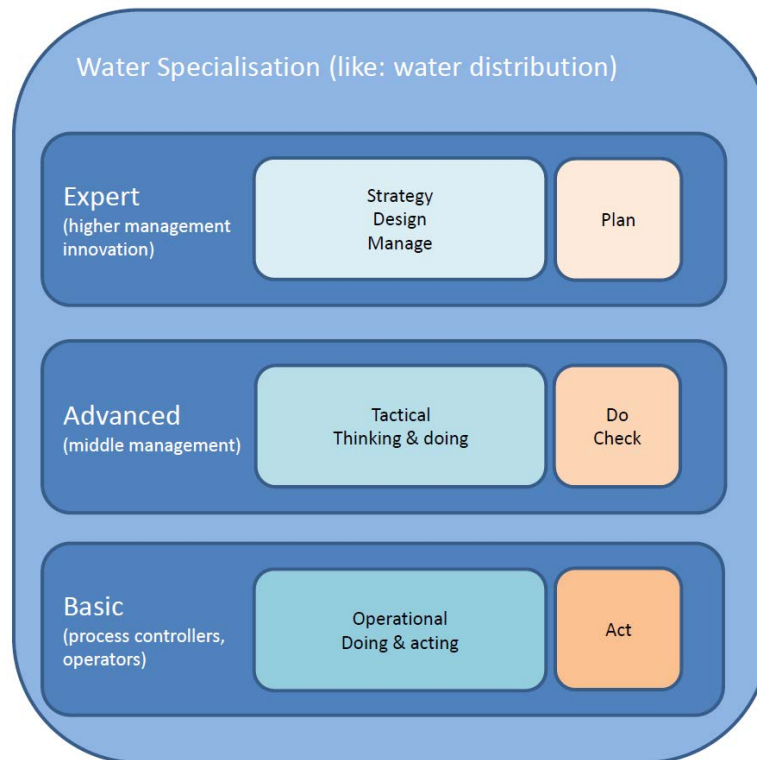 Water Specialisation (like: water distribution)
Expert
(higher management
innovation)
Strategy
Design
Manage
Plan
Advanced
(middle management)
Tactical
Thinking & doing
Do
Check
Basic
(process controllers,
operators)
Operational
Doing & acting
Act